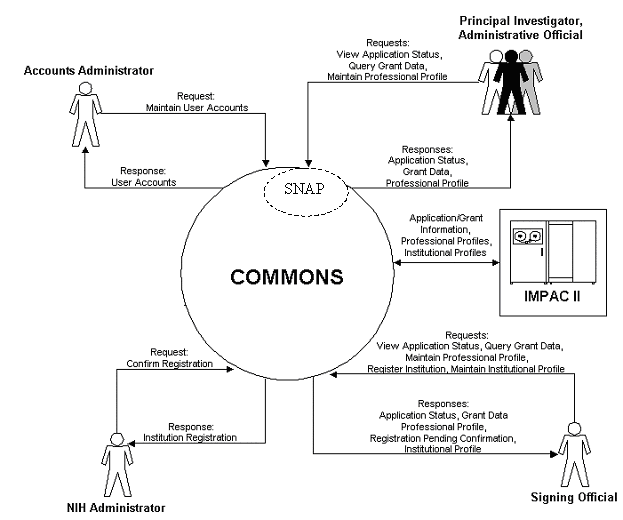 Principal Investigator,
Administrative Official
Requests:
View Application Status,
Query Grant Data,
Maintain Professional Profile
Accounts Administrator
Request:
Maintain User Accounts
Responses:
Application Status,
Grant Data,
Professional Profile
Response:
User Accounts
SNAP
Application/Grant
Information,
Professional Profiles,
Institutional Profiles
COMMONS
IMPAC II
Requests:
View Application Status, Query Grant Data,
Maintain Professional Profile,
Register Institution, Maintain Institutional Profile
Request:
Confirm Registration
Responses:
Application Status, Grant Data
Professional Profile,
Registration Pending Confirmation,
Institutional Profile
Response:
Institution Registration
Signing Official
NIH Administrator